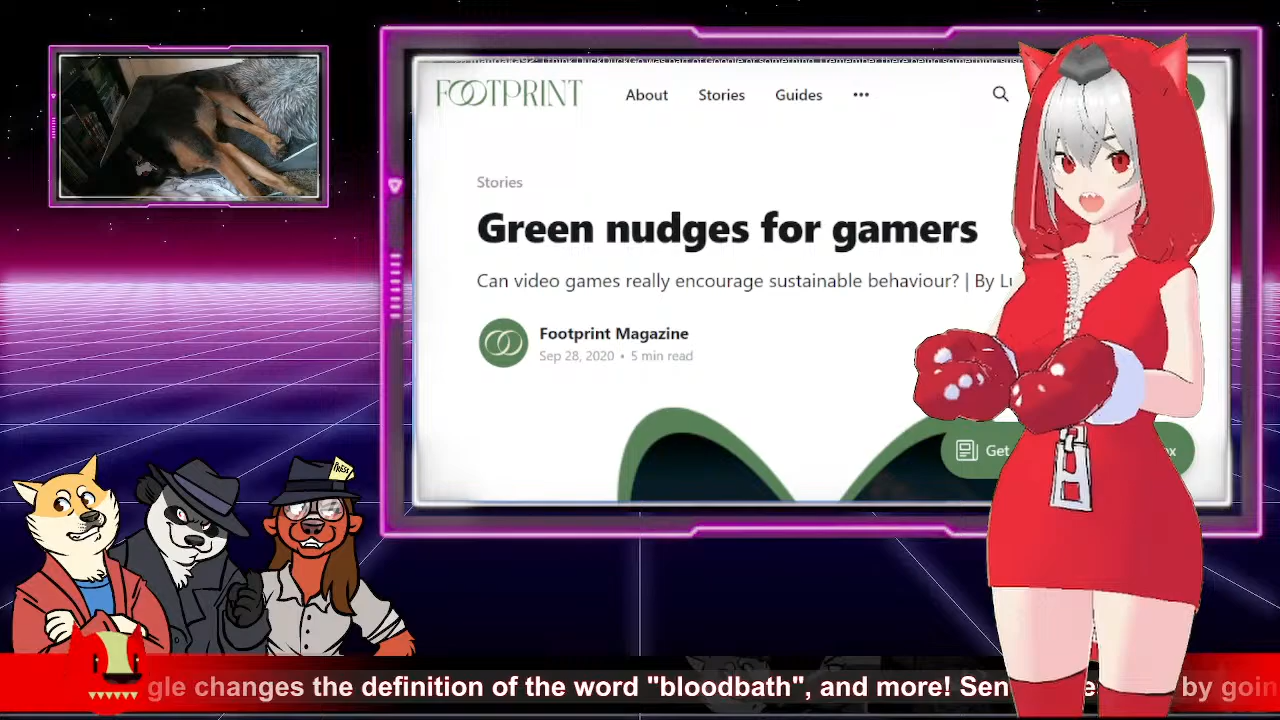 FOOTPRINT
About Stories Guides
Stories
Green nudges for gamers
Can video games really encourage sustainable behaviour? | By
Footprint Magazine
Sep 28, 2020 • 5 min read
Get
PRESS
gle changes the definition of the word "bloodbath", and more! Sen by goin